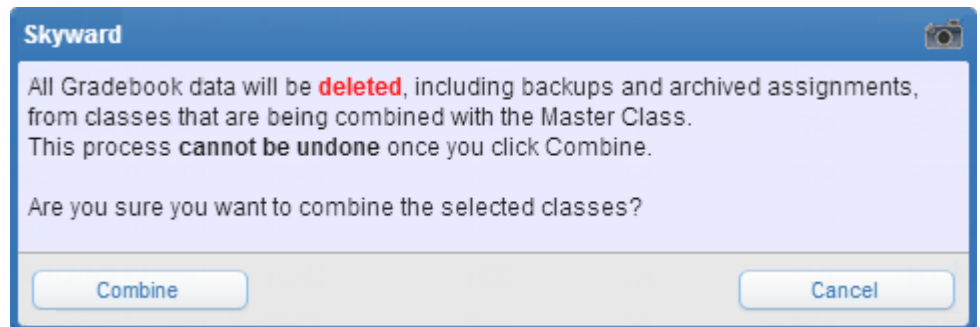 Skyward
All Gradebook data will be deleted, including backups and archived assignments,
from classes that are being combined with the Master Class.
This process cannot be undone once you click Combine.
Are you sure you want to combine the selected classes?
Combine
Cancel